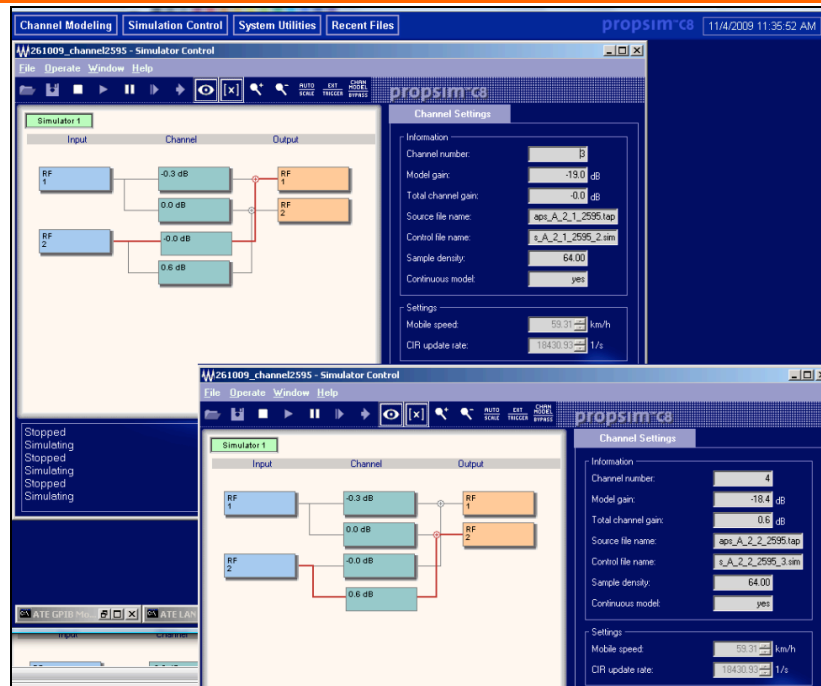 Channel Modeling Simulation Control System Utilities Recent Files propsim™C8 11/4/2009 11:35:52 AM
261009_channel2595 - Simulator Control
File Operate Window Help
AUTO SCALE EXT TRIGGER CHAN MODEL BYPASS propsim™C8
Simulator 1
Input Channel Output
RF 1
-0.3 dB
0.0 dB
RF 1
RF 2
RF 2
-0.0 dB
0.6 dB
Channel Settings
Information
Channel number: 3
Model gain: -19.0 dB
Total channel gain: -0.0 dB
Source file name: aps_A_2_1_2595.tap
Control file name: s_A_2_1_2595_2.sim
Sample density: 64.00
Continuous model: yes
Settings
Mobile speed: 59.31 km/h
CIR update rate: 18430.93 1/s
Stopped
Simulating
Stopped
Simulating
Stopped
Simulating
261009_channel2595 - Simulator Control
File Operate Window Help
AUTO SCALE EXT TRIGGER CHAN MODEL BYPASS propsim™C8
Simulator 1
Input Channel Output
RF 1
-0.3 dB
0.0 dB
RF 1
RF 2
RF 2
-0.0 dB
0.6 dB
Channel Settings
Information
Channel number: 4
Model gain: -18.4 dB
Total channel gain: 0.6 dB
Source file name: aps_A_2_2_2595.tap
Control file name: s_A_2_2_2595_3.sim
Sample density: 64.00
Continuous model: yes
Settings
Mobile speed: 59.31 km/h
CIR update rate: 18430.93 1/s
ATE GPIB Mo... ATE LAN
Input Channel